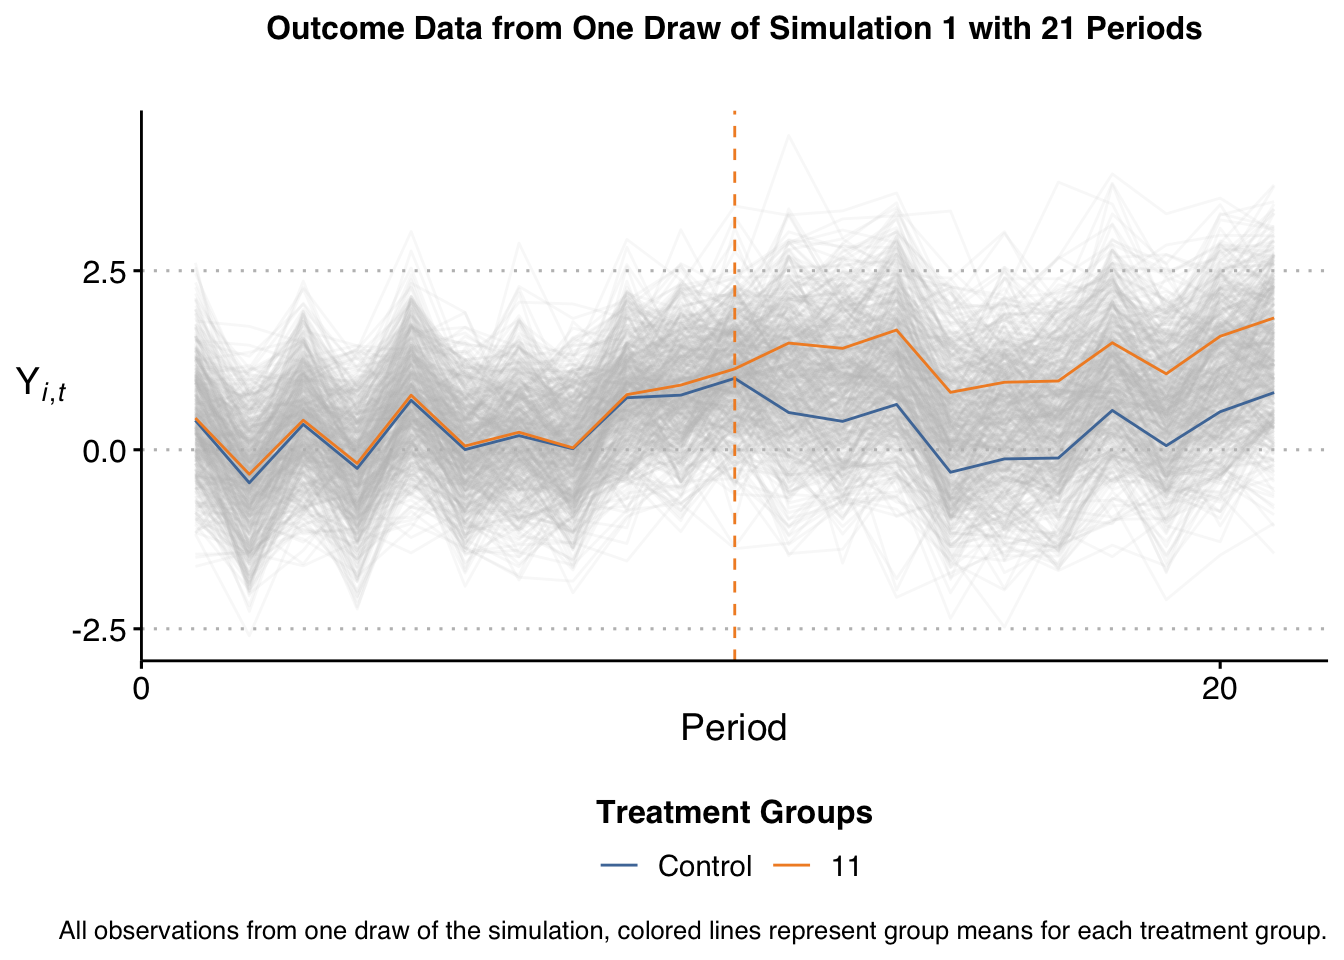 Outcome Data from One Draw of Simulation 1 with 21 Periods
2.5
0.0
-2.5
Y i,t
0 20
Period
Treatment Groups
Control 11
All observations from one draw of the simulation, colored lines represent group means for each treatment group.